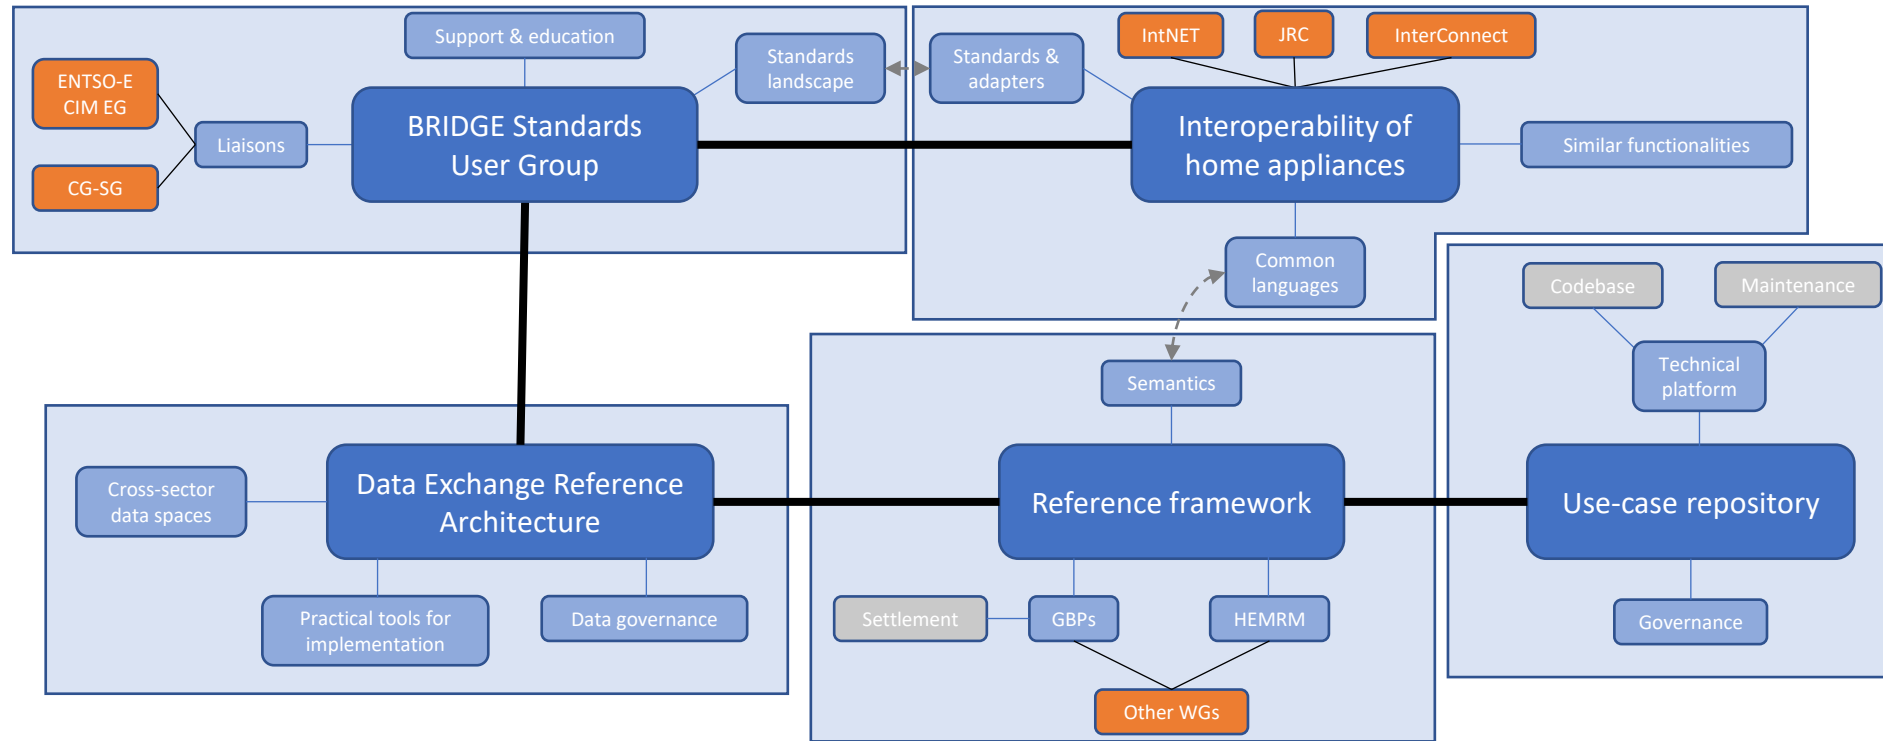 Support & education
Standards
landscape
ENTSO-E
CIM EG
Liaisons
CG-SG
BRIDGE Standards
User Group
IntNET
JRC
InterConnect
Standards &
adapters
Interoperability of
home appliances
Similar functionalities
Common
languages
Codebase
Maintenance
Technical
platform
Use-case repository
Governance
Semantics
Reference framework
Settlement
GBPs
HEMRM
Other WGs
Cross-sector
data spaces
Data Exchange Reference
Architecture
Practical tools for
implementation
Data governance